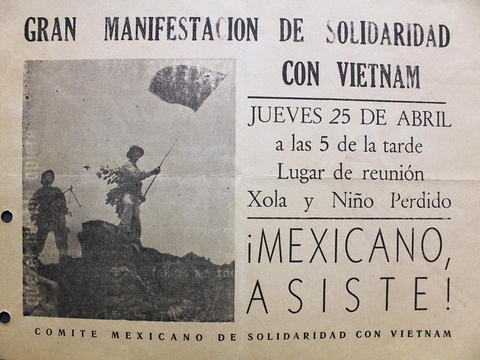 GRAN MANIFESTACION DE SOLIDARIDAD
CON VIETNAM
JUEVES 25 DE ABRIL
a las 5 de la tarde
Lugar de reunión
Xola y Niño Perdido
¡MEXICANO,
ASISTE!
COMITE MEXICANO DE SOLIDARIDAD CON VIETNAM